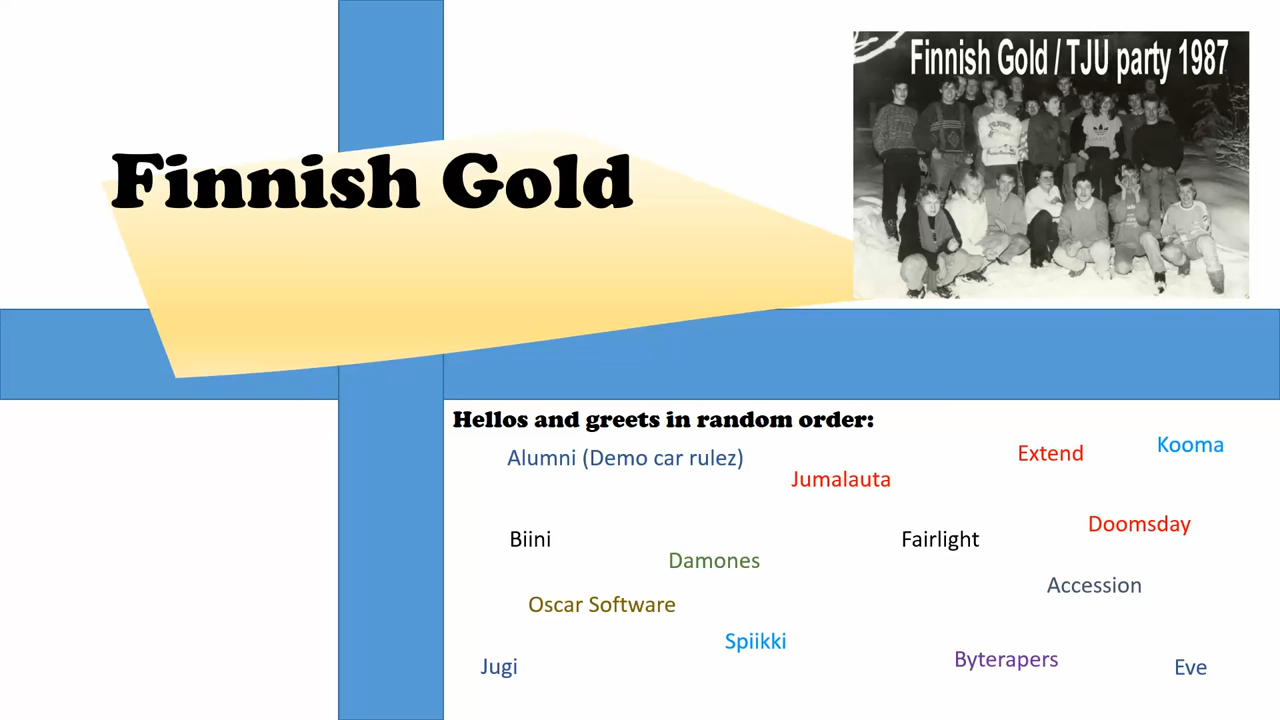 Finnish Gold / TJU party 1987
Finnish Gold
Hellos and greets in random order:
Alumni (Demo car rulez)
Jumalauta
Extend
Kooma
Biini
Damones
Fairlight
Doomsday
Oscar Software
Accession
Spiikki
Jugi
Byterapers
Eve